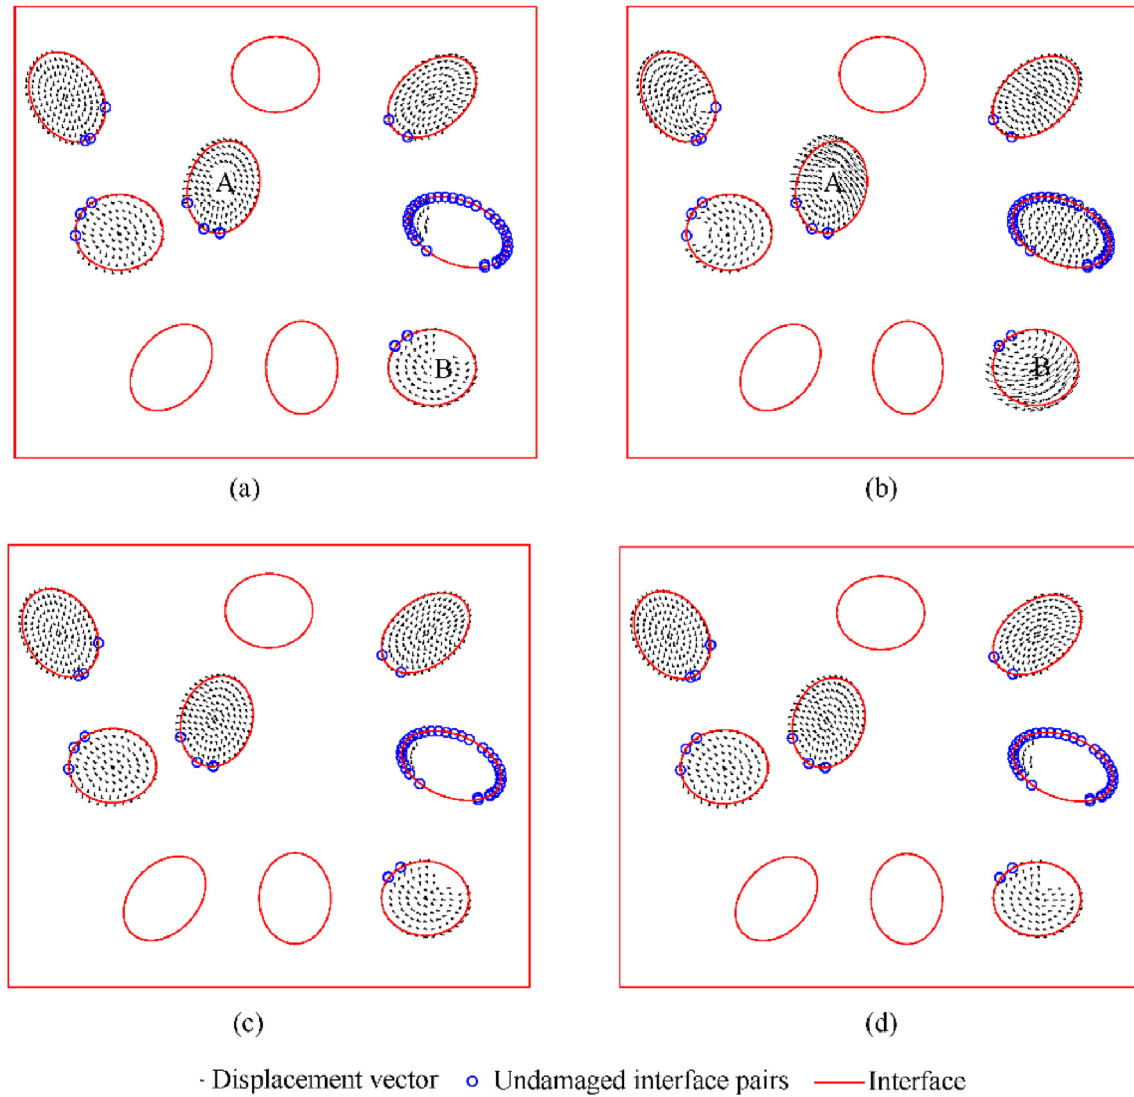 A
A
B
B
(a)
(b)
(c)
(d)
Displacement vector
Undamaged interface pairs
Interface